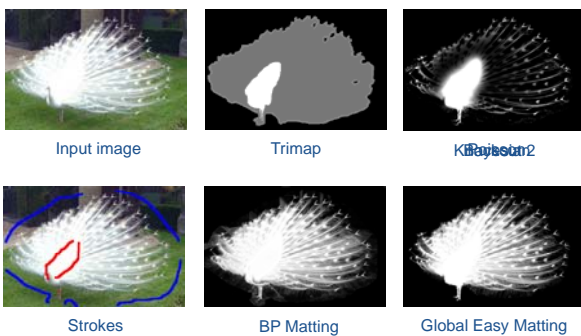 Input image
Trimap
Strokes
BP Matting
Global Easy Matting